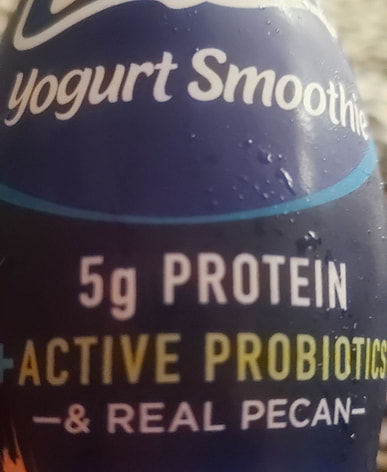 Yogurt Smoothie
5g PROTEIN
+ACTIVE PROBIOTICS
-& REAL PECAN-